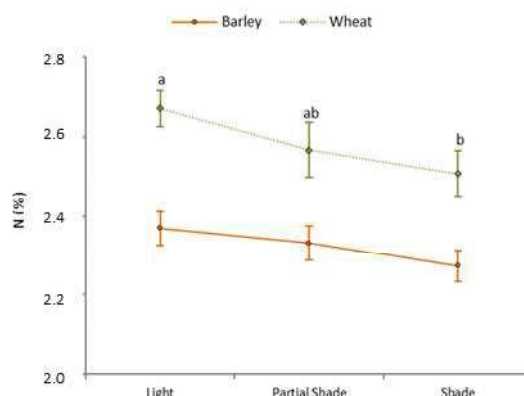 Barley Wheat
2.8
a
ab
b
2.6
N (%)
2.4
2.2
2.0
Light Partial Shade Shade